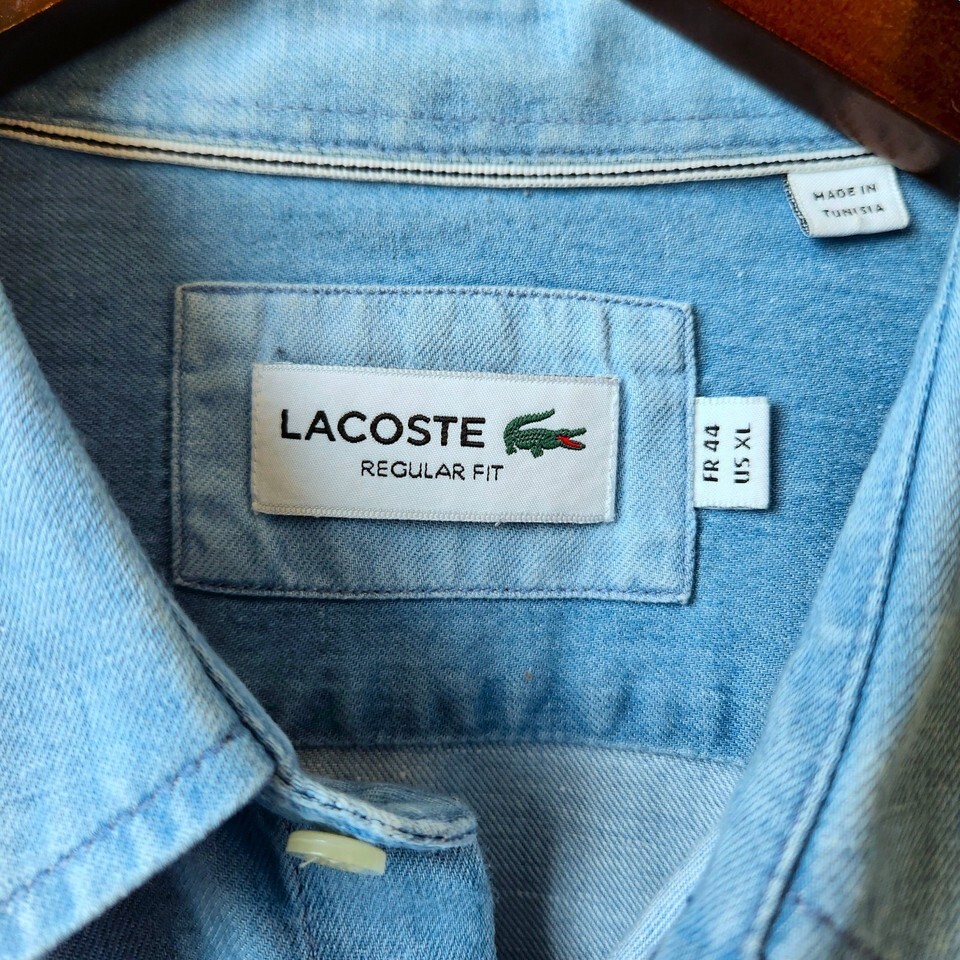 MADE IN
TUNISIA
LACOSTE
REGULAR FIT
FR 44
US XL